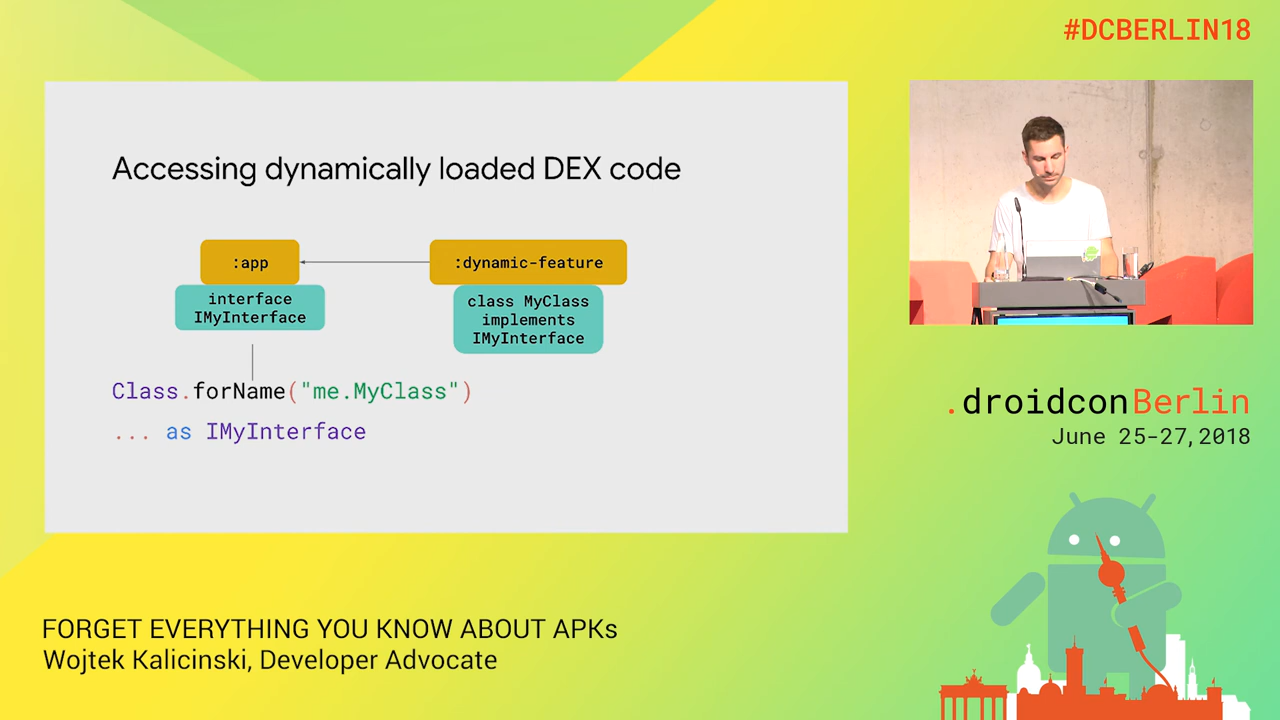 #DCBERLIN18
Accessing dynamically loaded DEX code
:app
:dynamic-feature
interface
IMyInterface
class MyClass
implements
IMyInterface
Class.forName("me.MyClass")
... as IMyInterface
.droidconBerlin
June 25-27,2018
FORGET EVERYTHING YOU KNOW ABOUT APKs
Wojtek Kalicinski, Developer Advocate